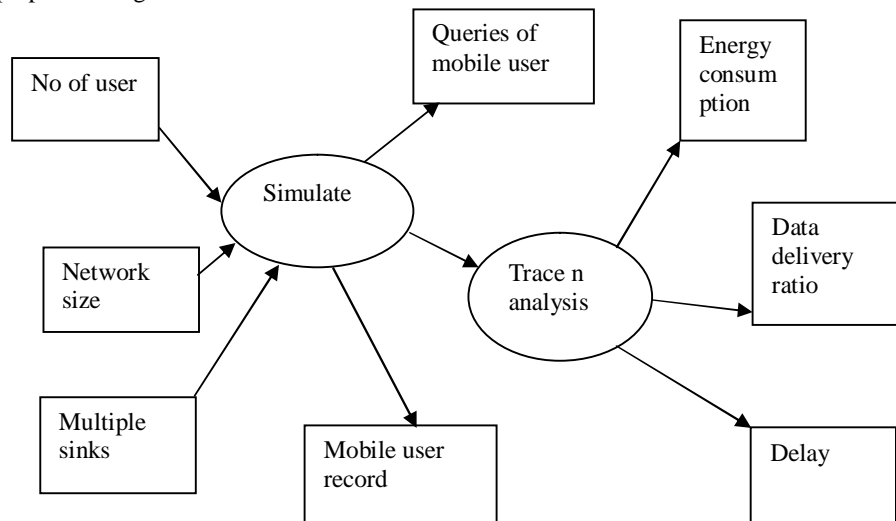 Queries of
mobile user
Energy
consum
ption
No of user
Simulate
Network
size
Trace n
analysis
Data
delivery
ratio
Multiple
sinks
Mobile user
record
Delay